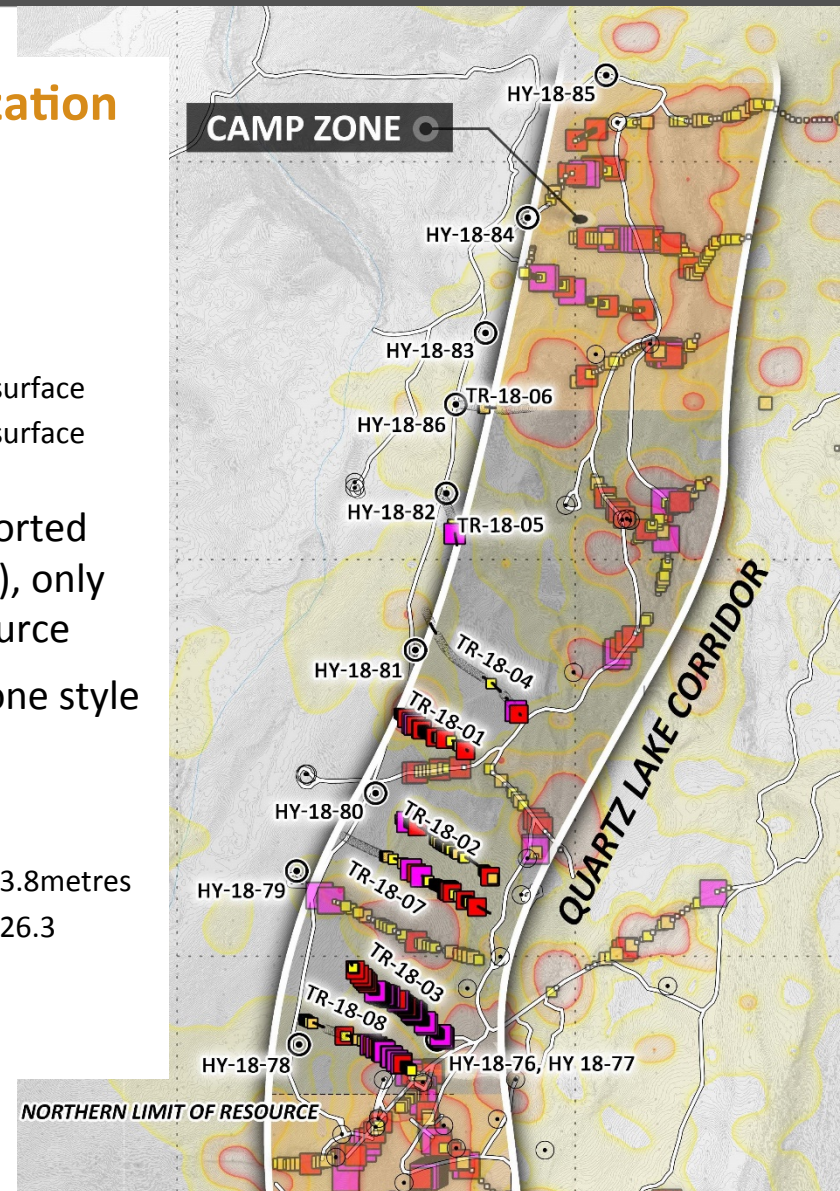 zation
surface
surface
orted
), only
urce
one style
3.8metres
26.3
HY-18-85
CAMP ZONE
HY-18-84
HY-18-83
TR-18-06
HY-18-86
HY-18-82
TR-18-05
HY-18-81
TR-18-04
TR-18-01
HY-18-80
TR-18-02
HY-18-79
TR-18-07
QUARTZ LAKE CORRIDOR
TR-18-03
TR-18-08
HY-18-78
HY-18-76, HY 18-77
NORTHERN LIMIT OF RESOURCE